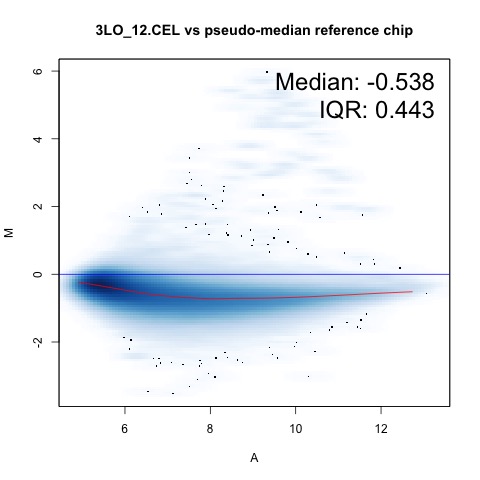 3LO_12.CEL vs pseudo-median reference chip
Median: -0.538
IQR: 0.443
6
4
2
0
-2
M
6 8 10 12
A